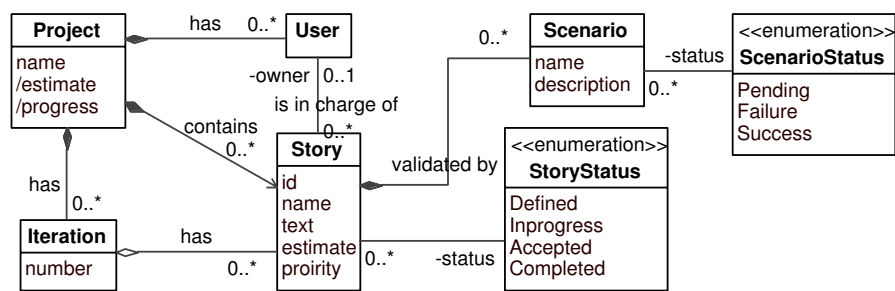 Project
name
/estimate
/progress
has
0..*
User
-owner
0..1
is in charge of
0..*
contains
0..*
Story
id
name
text
estimate
proirity
has
0..*
Iteration
number
has
0..*
validated by
0..*
Scenario
name
description
-status
0..*
<<enumeration>>
ScenarioStatus
Pending
Failure
Success
<<enumeration>>
StoryStatus
Defined
Inprogress
Accepted
Completed
0..*
-status